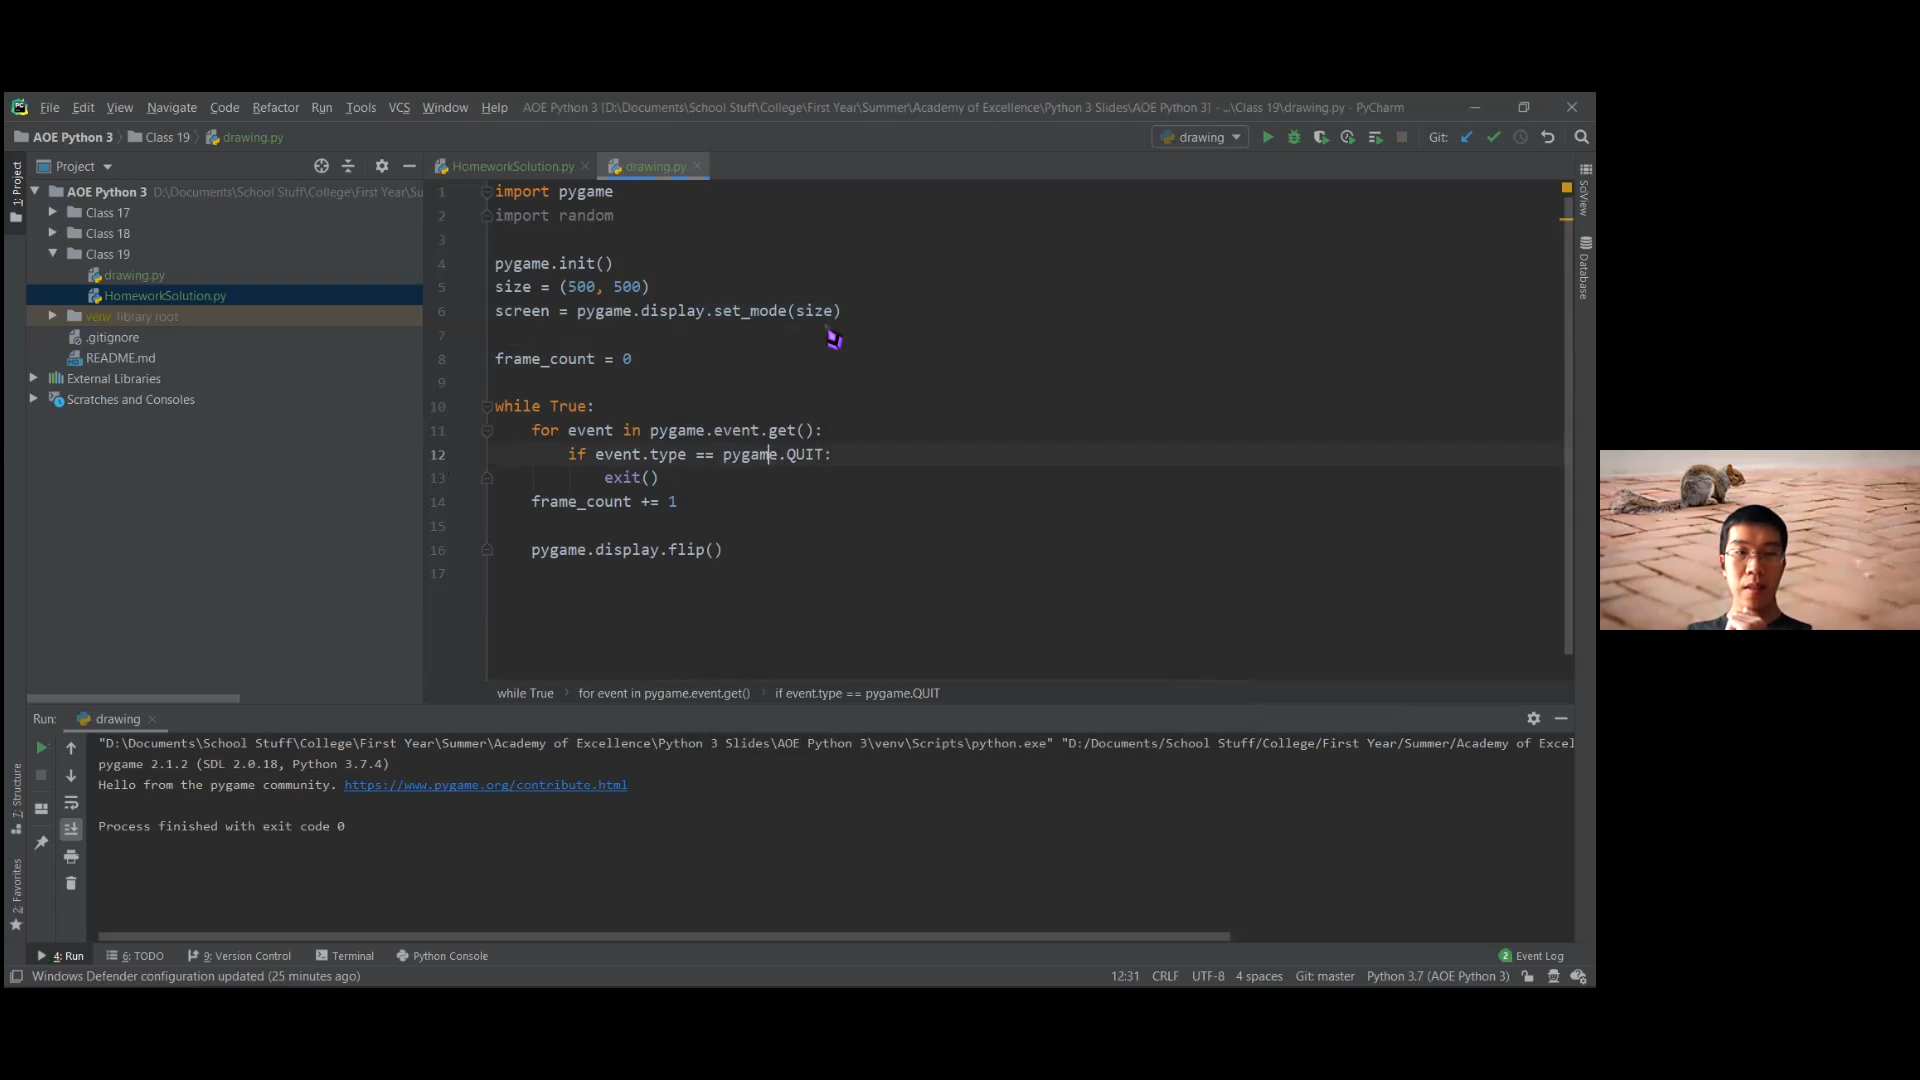 File Edit View Navigate Code Refactor Run Tools VCS Window Help AOE Python 3 [D:\Documents\School Stuff\College\First Year\Summer\Academy of Excellence\Python 3 Slides\AOE Python 3] - ...\Class 19\drawing.py - PyCharm
AOE Python 3 Class 19 drawing.py drawing Git:
Project HomeworkSolution.py drawing.py
1: Project
AOE Python 3 D:\Documents\School Stuff\College\First Year\Su
Class 17
Class 18
Class 19
drawing.py
HomeworkSolution.py
venv library root
.gitignore
README.md
External Libraries
Scratches and Consoles
1 import pygame
2 import random
3
4 pygame.init()
5 size = (500, 500)
6 screen = pygame.display.set_mode(size)
7
8 frame_count = 0
9
10 while True:
11 for event in pygame.event.get():
12 if event.type == pygame.QUIT:
13 exit()
14 frame_count += 1
15
16 pygame.display.flip()
17
while True for event in pygame.event.get() if event.type == pygame.QUIT
SciView
Database
Run: drawing
"D:\Documents\School Stuff\College\First Year\Summer\Academy of Excellence\Python 3 Slides\AOE Python 3\venv\Scripts\python.exe" "D:/Documents/School Stuff/College/First Year/Summer/Academy of Excel
pygame 2.1.2 (SDL 2.0.18, Python 3.7.4)
Hello from the pygame community. https://www.pygame.org/contribute.html
Process finished with exit code 0
7: Structure
2: Favorites
4: Run 6: TODO 9: Version Control Terminal Python Console 2 Event Log
Windows Defender configuration updated (25 minutes ago) 12:31 CRLF UTF-8 4 spaces Git: master Python 3.7 (AOE Python 3)